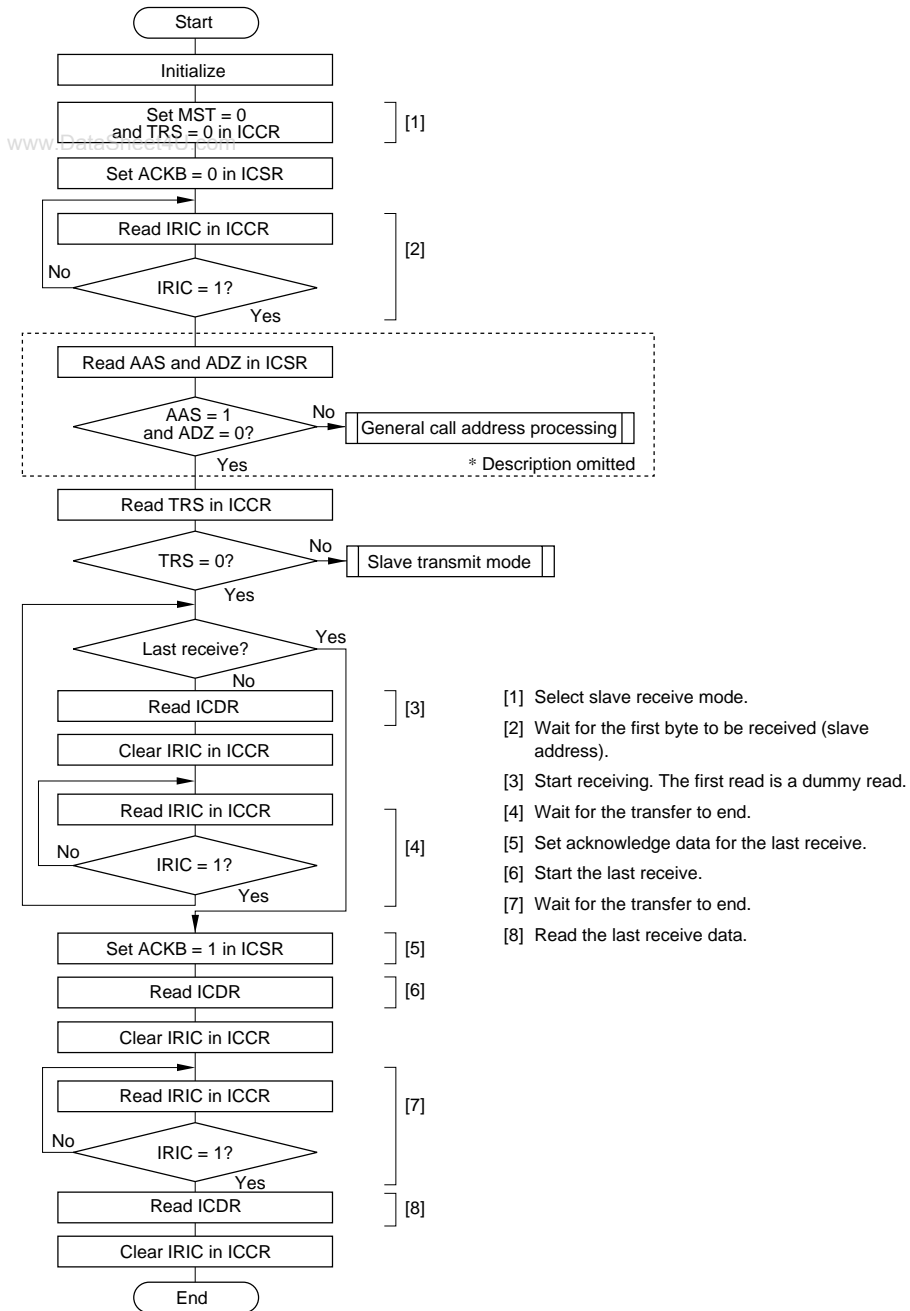 Start
Initialize
Set MST = 0
and TRS = 0 in ICCR
[1]
www.DataSheet4U.com
Set ACKB = 0 in ICSR
Read IRIC in ICCR
[2]
No
IRIC = 1?
Yes
Read AAS and ADZ in ICSR
AAS = 1
and ADZ = 0?
No
General call address processing
Yes
* Description omitted
Read TRS in ICCR
TRS = 0?
No
Slave transmit mode
Yes
Last receive?
Yes
No
Read ICDR
[3]
Clear IRIC in ICCR
Read IRIC in ICCR
[4]
No
IRIC = 1?
Yes
Set ACKB = 1 in ICSR
[5]
Read ICDR
[6]
Clear IRIC in ICCR
Read IRIC in ICCR
[7]
No
IRIC = 1?
Yes
Read ICDR
[8]
Clear IRIC in ICCR
End
[1] Select slave receive mode.
[2] Wait for the first byte to be received (slave
address).
[3] Start receiving. The first read is a dummy read.
[4] Wait for the transfer to end.
[5] Set acknowledge data for the last receive.
[6] Start the last receive.
[7] Wait for the transfer to end.
[8] Read the last receive data.